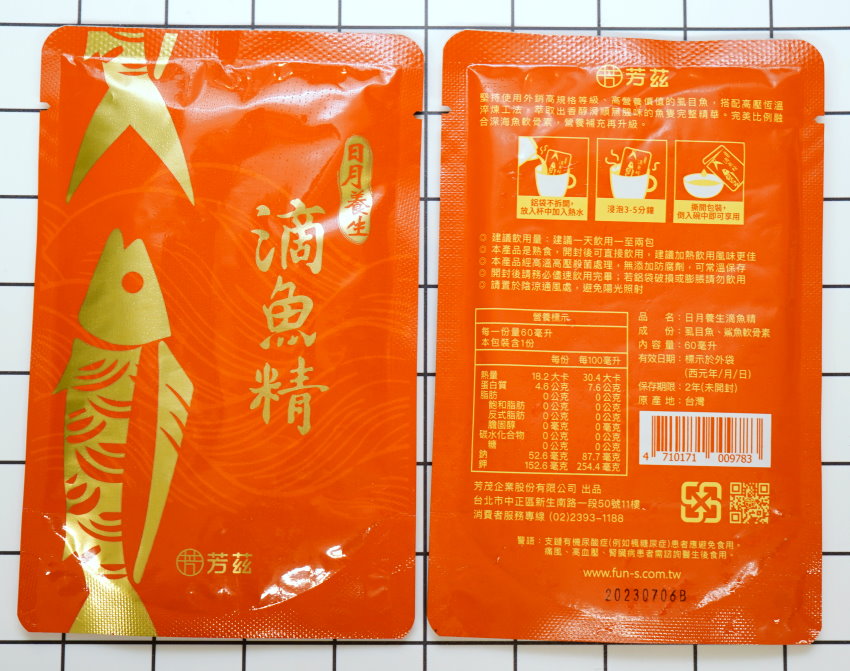 日月養生
滴魚精
芳茲
芳茲
堅持使用外銷高規格等級、高營養價值的虱目魚，搭配高壓恆溫
淬煉工法，萃取出香醇滑順無腥味的魚隻完整精華。完美比例融
合深海魚軟骨素，營養補充再升級。
鋁袋不拆開，
放入杯中加入熱水
浸泡3-5分鐘
撕開包裝，
倒入碗中即可享用
◎ 建議飲用量：建議一天飲用一至兩包
◎ 本產品是熟食，開封後可直接飲用，建議加熱飲用風味更佳
◎ 本產品經高溫高壓殺菌處理，無添加防腐劑，可常溫保存
◎ 開封後請務必儘速飲用完畢；若鋁袋破損或膨脹請勿飲用
◎ 請置於陰涼通風處，避免陽光照射
營養標示
每一份量60毫升
本包裝含1份
每份 每100毫升
熱量 18.2大卡 30.4大卡
蛋白質 4.6公克 7.6公克
脂肪 0公克 0公克
飽和脂肪 0公克 0公克
反式脂肪 0公克 0公克
膽固醇 0毫克 0毫克
碳水化合物 0公克 0公克
糖 0公克 0公克
鈉 52.6毫克 87.7毫克
鉀 152.6毫克 254.4毫克
品名：日月養生滴魚精
成份：虱目魚、鯊魚軟骨素
內容量：60毫升
有效日期：標示於外袋
(西元年/月/日)
保存期限：2年(未開封)
原產地：台灣
4 710171 009783
芳茂企業股份有限公司 出品
台北市中正區新生南路一段50號11樓
消費者服務專線 (02)2393-1188
警語：支鏈有機尿酸症(例如楓糖尿症)患者應避免食用。
痛風、高血壓、腎臟病患者需認詢醫生後食用。
www.fun-s.com.tw
20230706B